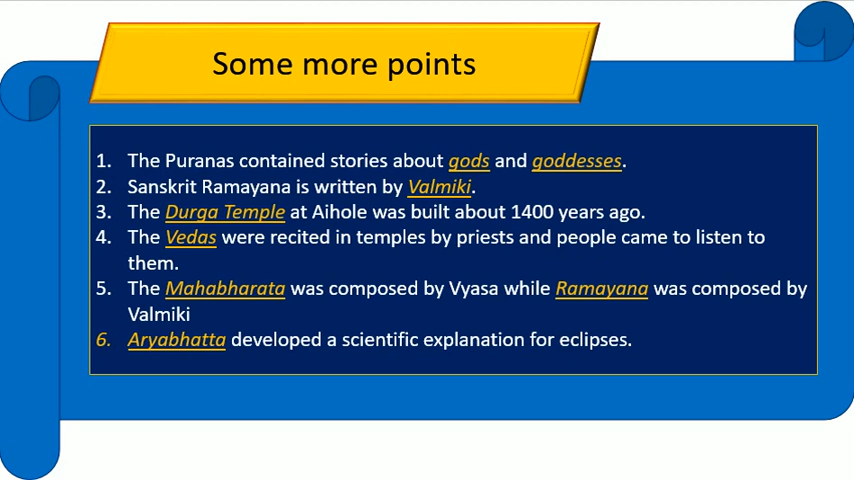 Some more points
1. The Puranas contained stories about gods and goddesses.
2. Sanskrit Ramayana is written by Valmiki.
3. The Durga Temple at Aihole was built about 1400 years ago.
4. The Vedas were recited in temples by priests and people came to listen to
them.
5. The Mahabharata was composed by Vyasa while Ramayana was composed by
Valmiki
6. Aryabhatta developed a scientific explanation for eclipses.